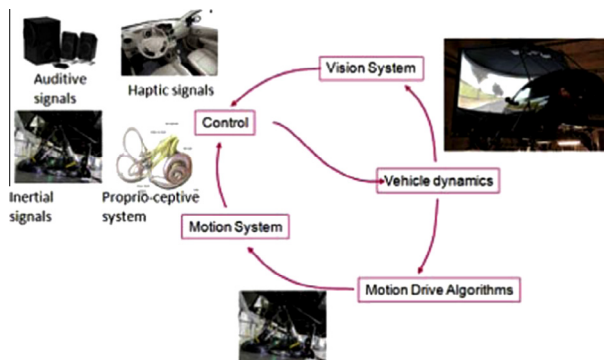 Auditive
signals
Haptic signals
Vision System
Control
Inertial
signals
Proprio-ceptive
system
Vehicle dynamics
Motion System
Motion Drive Algorithms